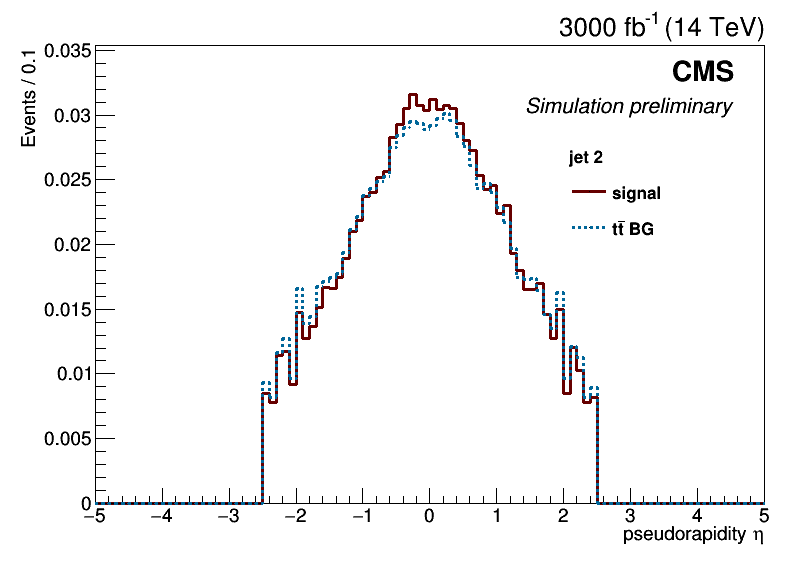 3000 fb⁻¹ (14 TeV)
Events / 0.1
0.035
0.03
0.025
0.02
0.015
0.01
0.005
0
CMS
Simulation preliminary
jet 2
signal
tt̄ BG
−5 −4 −3 −2 −1 0 1 2 3 4 5
pseudorapidity η